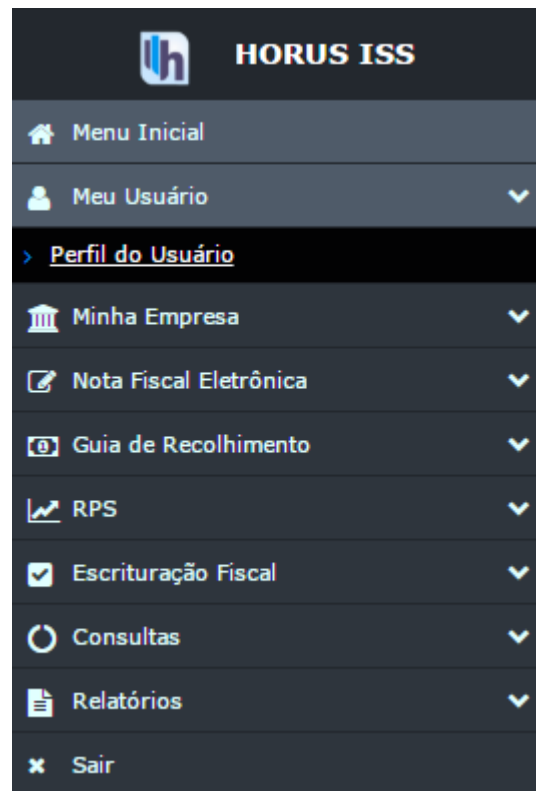 HORUS ISS
Menu Inicial
Meu Usuário
Perfil do Usuário
Minha Empresa
Nota Fiscal Eletrônica
Guia de Recolhimento
RPS
Escrituração Fiscal
Consultas
Relatórios
Sair